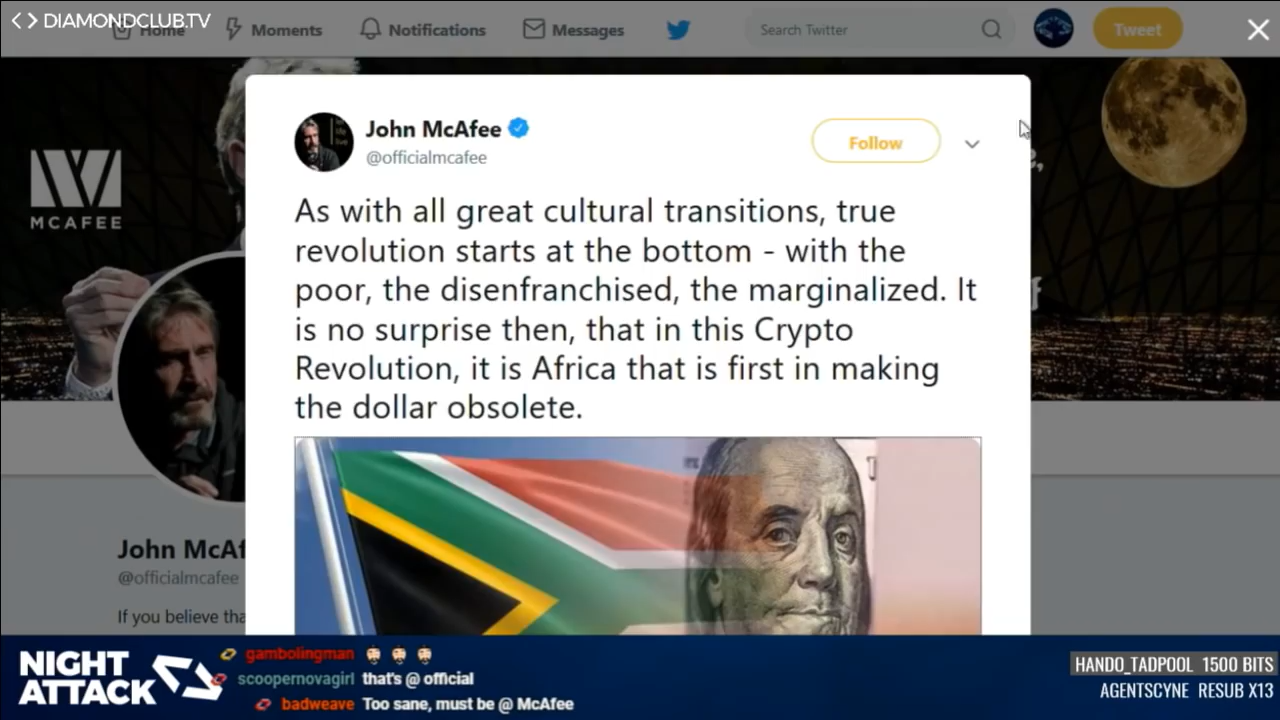 DIAMONDCLUB.TV
Home
Moments
Notifications
Messages
Search Twitter
Tweet
MCAFEE
John McAfee
@officialmcafee
Follow
As with all great cultural transitions, true
revolution starts at the bottom - with the
poor, the disenfranchised, the marginalized. It
is no surprise then, that in this Crypto
Revolution, it is Africa that is first in making
the dollar obsolete.
John McAf
@officialmcafee
If you believe tha
NIGHT
ATTACK
gambolingman
scoopernovagirl that's @ official
badweave Too sane, must be @ McAfee
HANDO_TADPOOL 1500 BITS
AGENTSCYNE RESUB X13